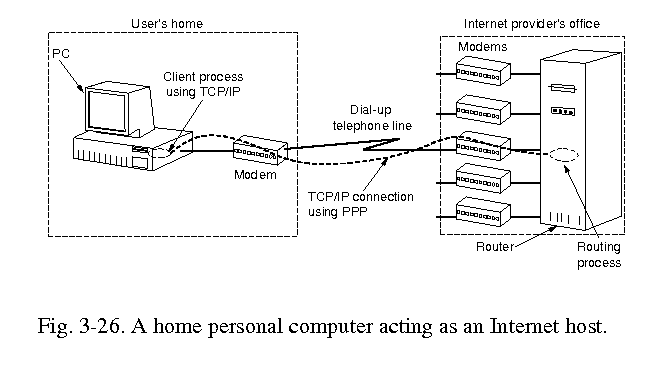 User's home
Internet provider's office
PC
Modems
Client process
using TCP/IP
Dial-up
telephone line
Modem
TCP/IP connection
using PPP
Router
Routing
process
Fig. 3-26. A home personal computer acting as an Internet host.